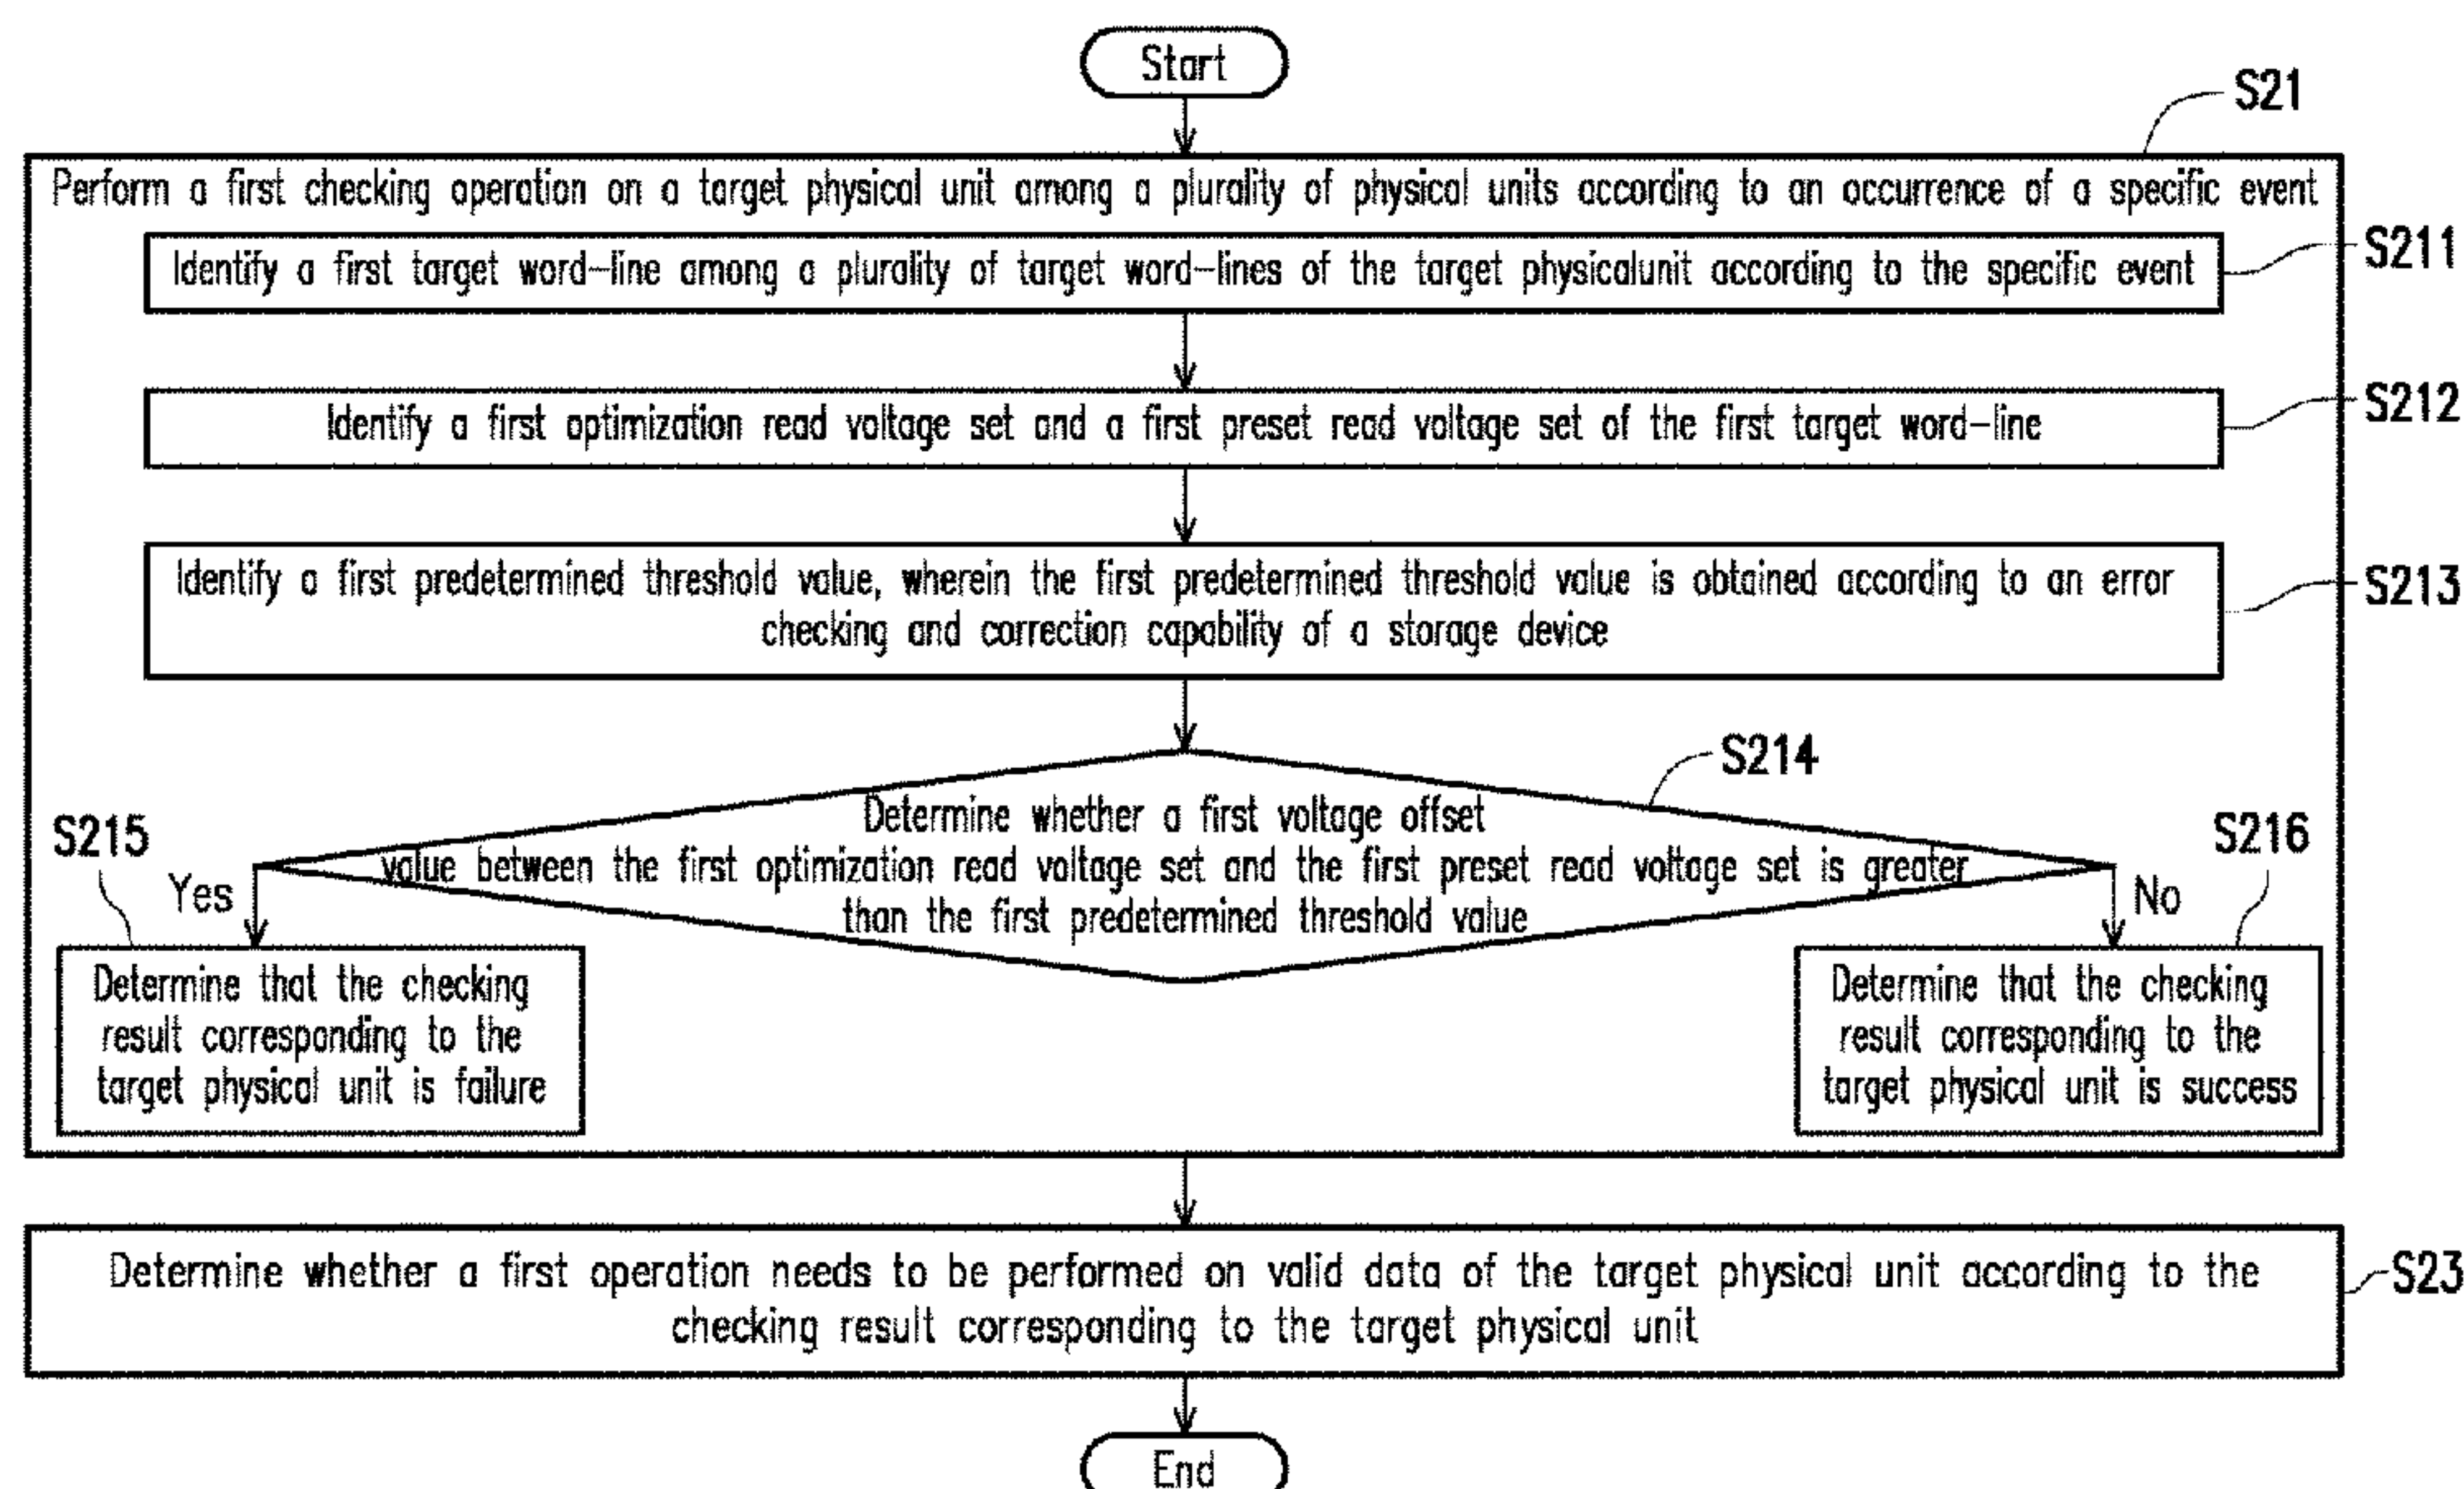 Start
S21
Perform a first checking operation on a target physical unit among a plurality of physical units according to an occurrence of a specific event
Identify a first target word-line among a plurality of target word-lines of the target physicalunit according to the specific event
S211
Identify a first optimization read voltage set and a first preset read voltage set of the first target word-line
S212
Identify a first predetermined threshold value, wherein the first predetermined threshold value is obtained according to an error
checking and correction capability of a storage device
S213
S214
Determine whether a first voltage offset
value between the first optimization read voltage set and the first preset read voltage set is greater
than the first predetermined threshold value
S215
Yes
Determine that the checking
result corresponding to the
target physical unit is failure
S216
No
Determine that the checking
result corresponding to the
target physical unit is success
Determine whether a first operation needs to be performed on valid data of the target physical unit according to the
checking result corresponding to the target physical unit
S23
End